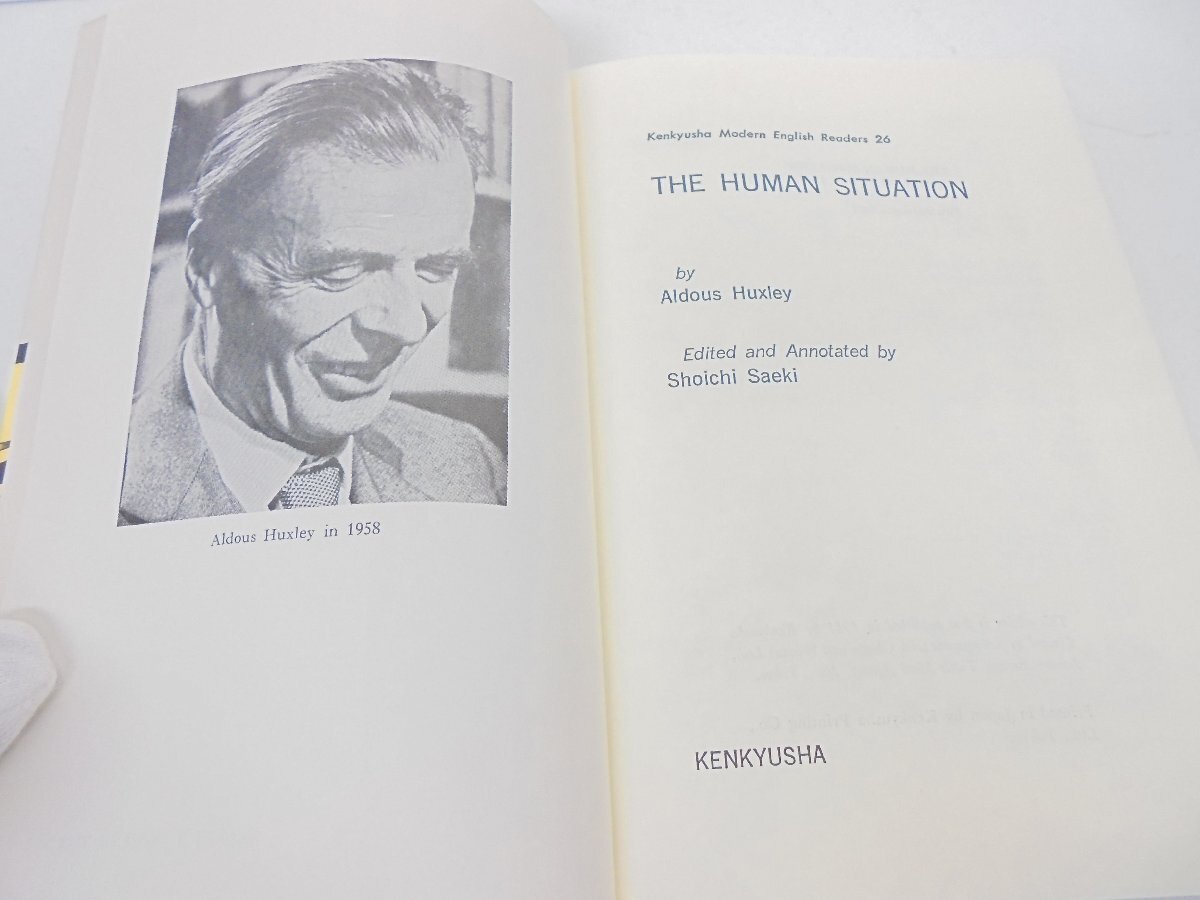 Aldous Huxley in 1958
Kenkyusha Modern English Readers 26
THE HUMAN SITUATION
by
Aldous Huxley
Edited and Annotated by
Shoichi Saeki
KENKYUSHA